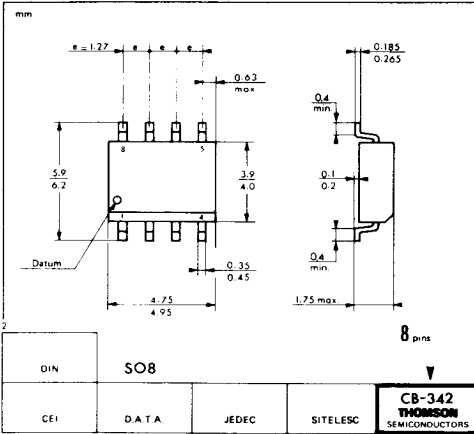 mm
e = 1.27 e e e
0.185
0.265
0.63
max
0.4
min.
8 5
5.9
6.2
3.9
4.0
0.1
0.2
1 4
Datum
0.35
0.45
0.4
min.
4.75
4.95
1.75 max.
2
8 pins
DIN SO8
CEI D.A.T.A. JEDEC SITELESC
CB-342
THOMSON
SEMICONDUCTORS